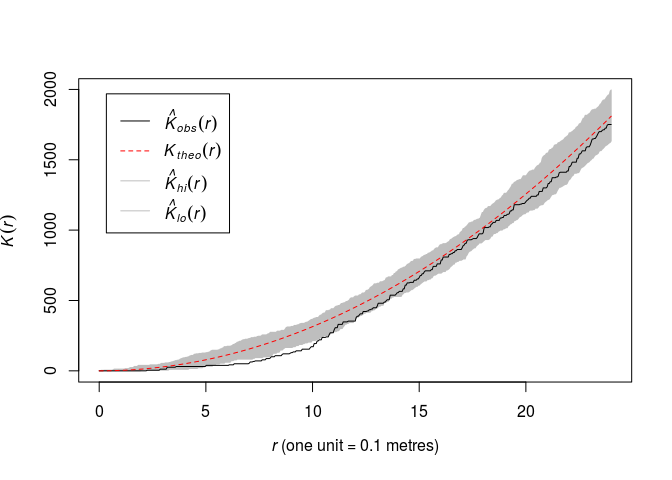 K̂obs(r)
Ktheo(r)
K̂hi(r)
K̂lo(r)
K(r)
2000
1500
1000
500
0
0 5 10 15 20
r (one unit = 0.1 metres)